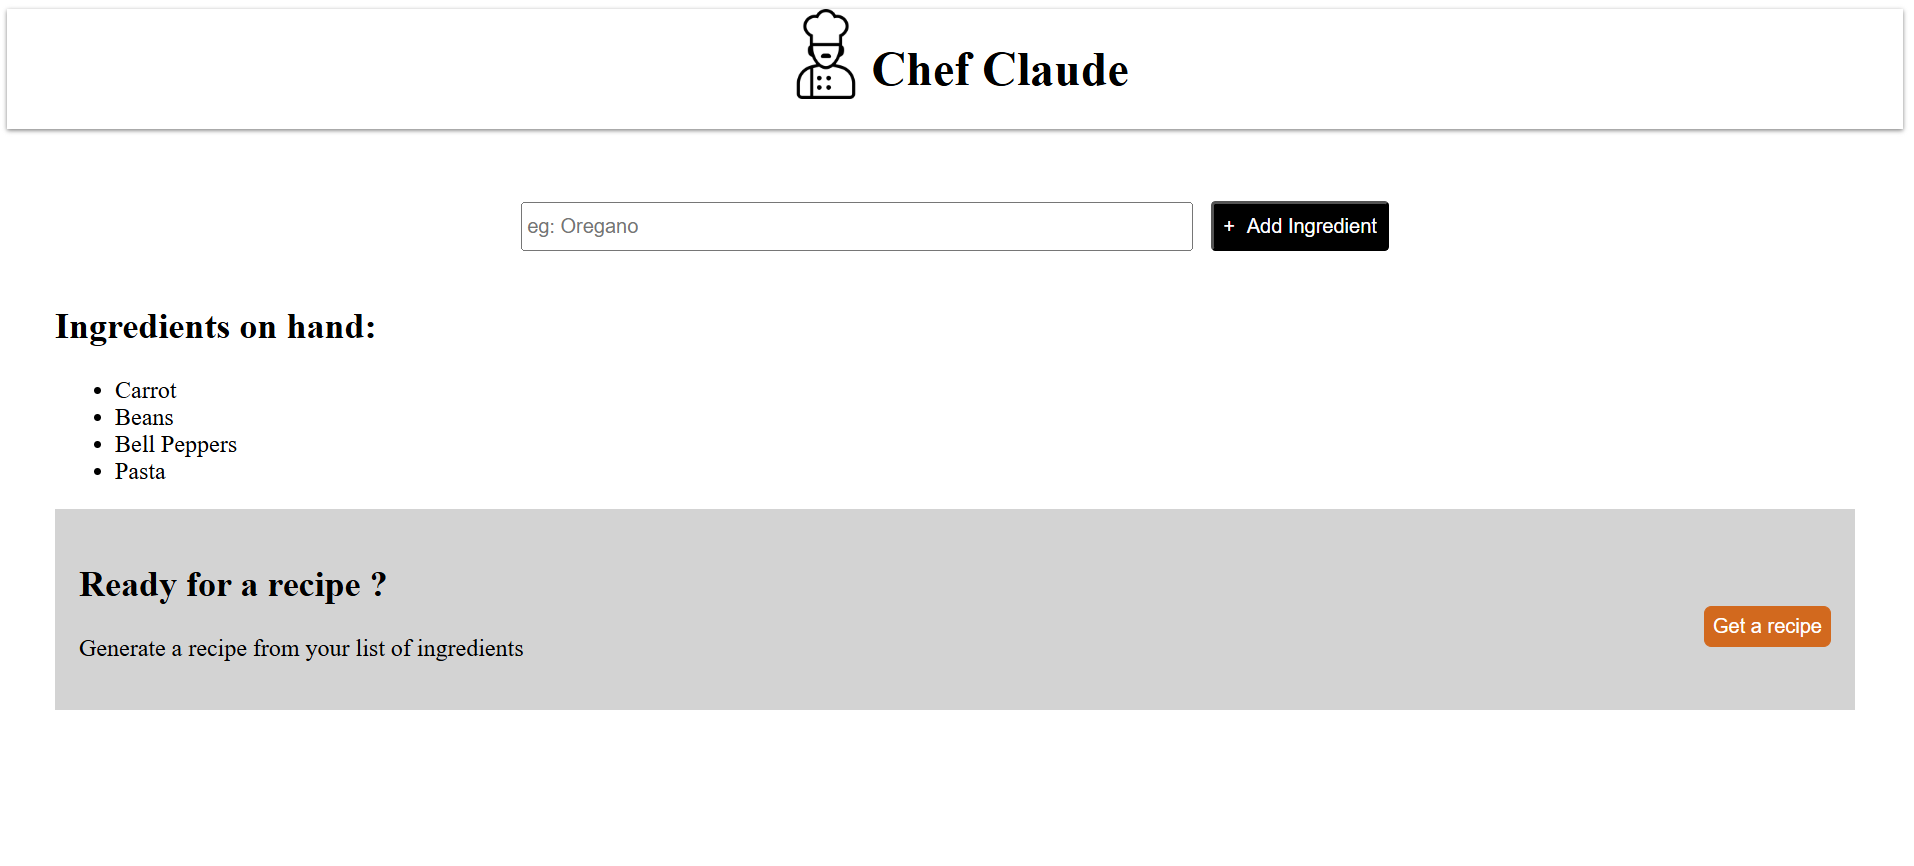 Chef Claude
eg: Oregano
+ Add Ingredient
Ingredients on hand:
• Carrot
• Beans
• Bell Peppers
• Pasta
Ready for a recipe ?
Generate a recipe from your list of ingredients
Get a recipe